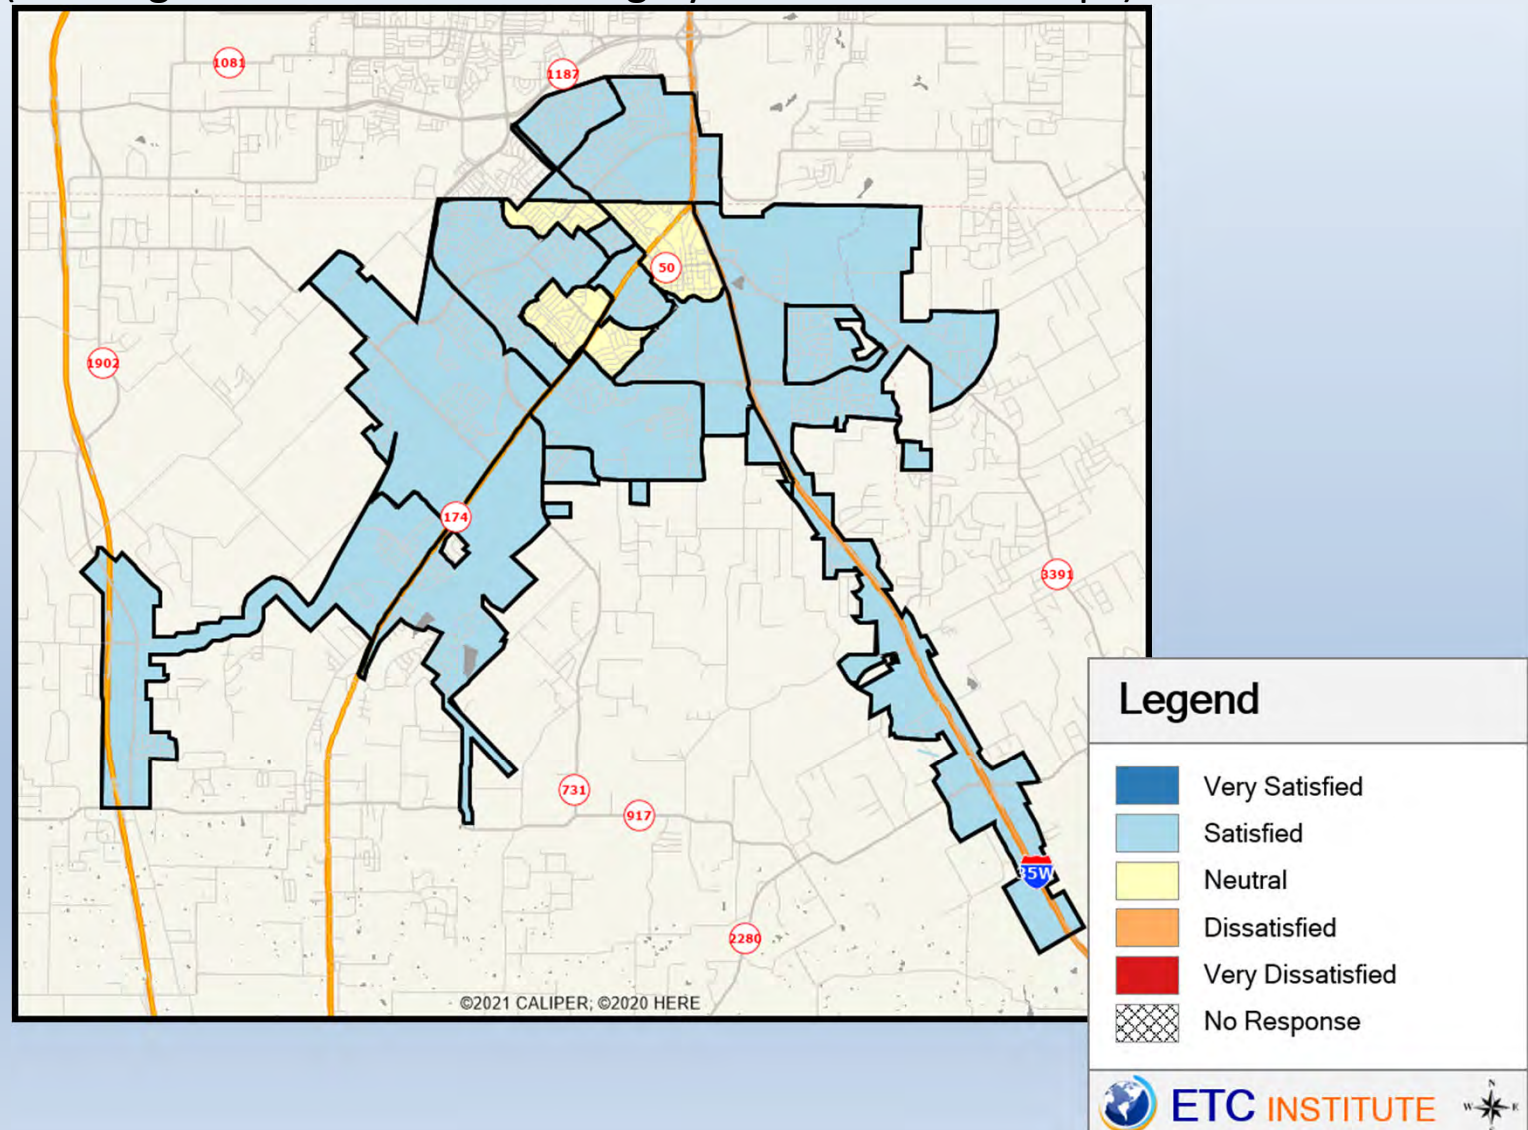 1081
1187
50
1902
174
3391
731
917
35W
2280
©2021 CALIPER; ©2020 HERE
Legend
Very Satisfied
Satisfied
Neutral
Dissatisfied
Very Dissatisfied
No Response
ETC INSTITUTE
N
W E